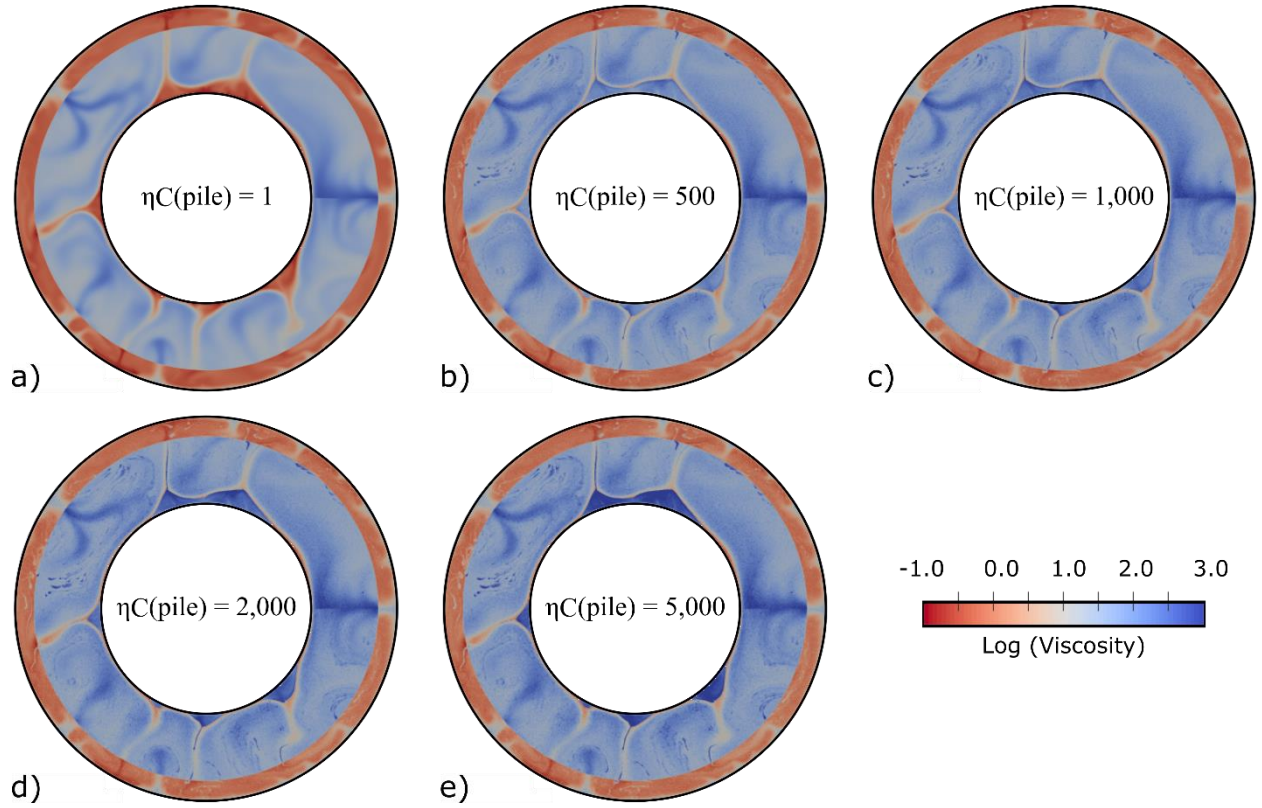 ηC(pile) = 1
ηC(pile) = 500
ηC(pile) = 1,000
a)
b)
c)
ηC(pile) = 2,000
ηC(pile) = 5,000
-1.0 0.0 1.0 2.0 3.0
Log (Viscosity)
d)
e)